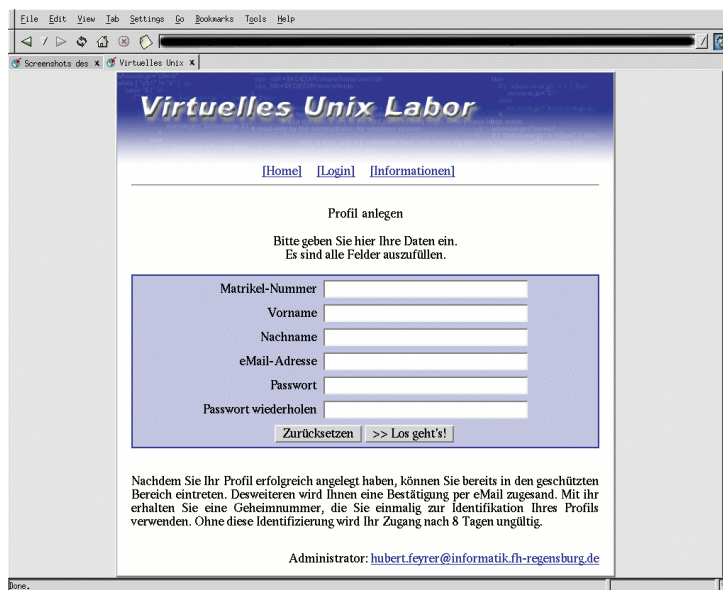 File Edit View Tab Settings Go Bookmarks Tools Help
Screenshots des x Virtuelles Unix x
Virtuelles Unix Labor
[Home] [Login] [Informationen]
Profil anlegen
Bitte geben Sie hier Ihre Daten ein.
Es sind alle Felder auszufüllen.
Matrikel-Nummer
Vorname
Nachname
eMail-Adresse
Passwort
Passwort wiederholen
Zurücksetzen >> Los geht's!
Nachdem Sie Ihr Profil erfolgreich angelegt haben, können Sie bereits in den geschützten
Bereich eintreten. Desweiteren wird Ihnen eine Bestätigung per eMail zugesand. Mit ihr
erhalten Sie eine Geheimnummer, die Sie einmalig zur Identifikation Ihres Profils
verwenden. Ohne diese Identifizierung wird Ihr Zugang nach 8 Tagen ungültig.
Administrator: hubert.feyrer@informatik.fh-regensburg.de
Done.